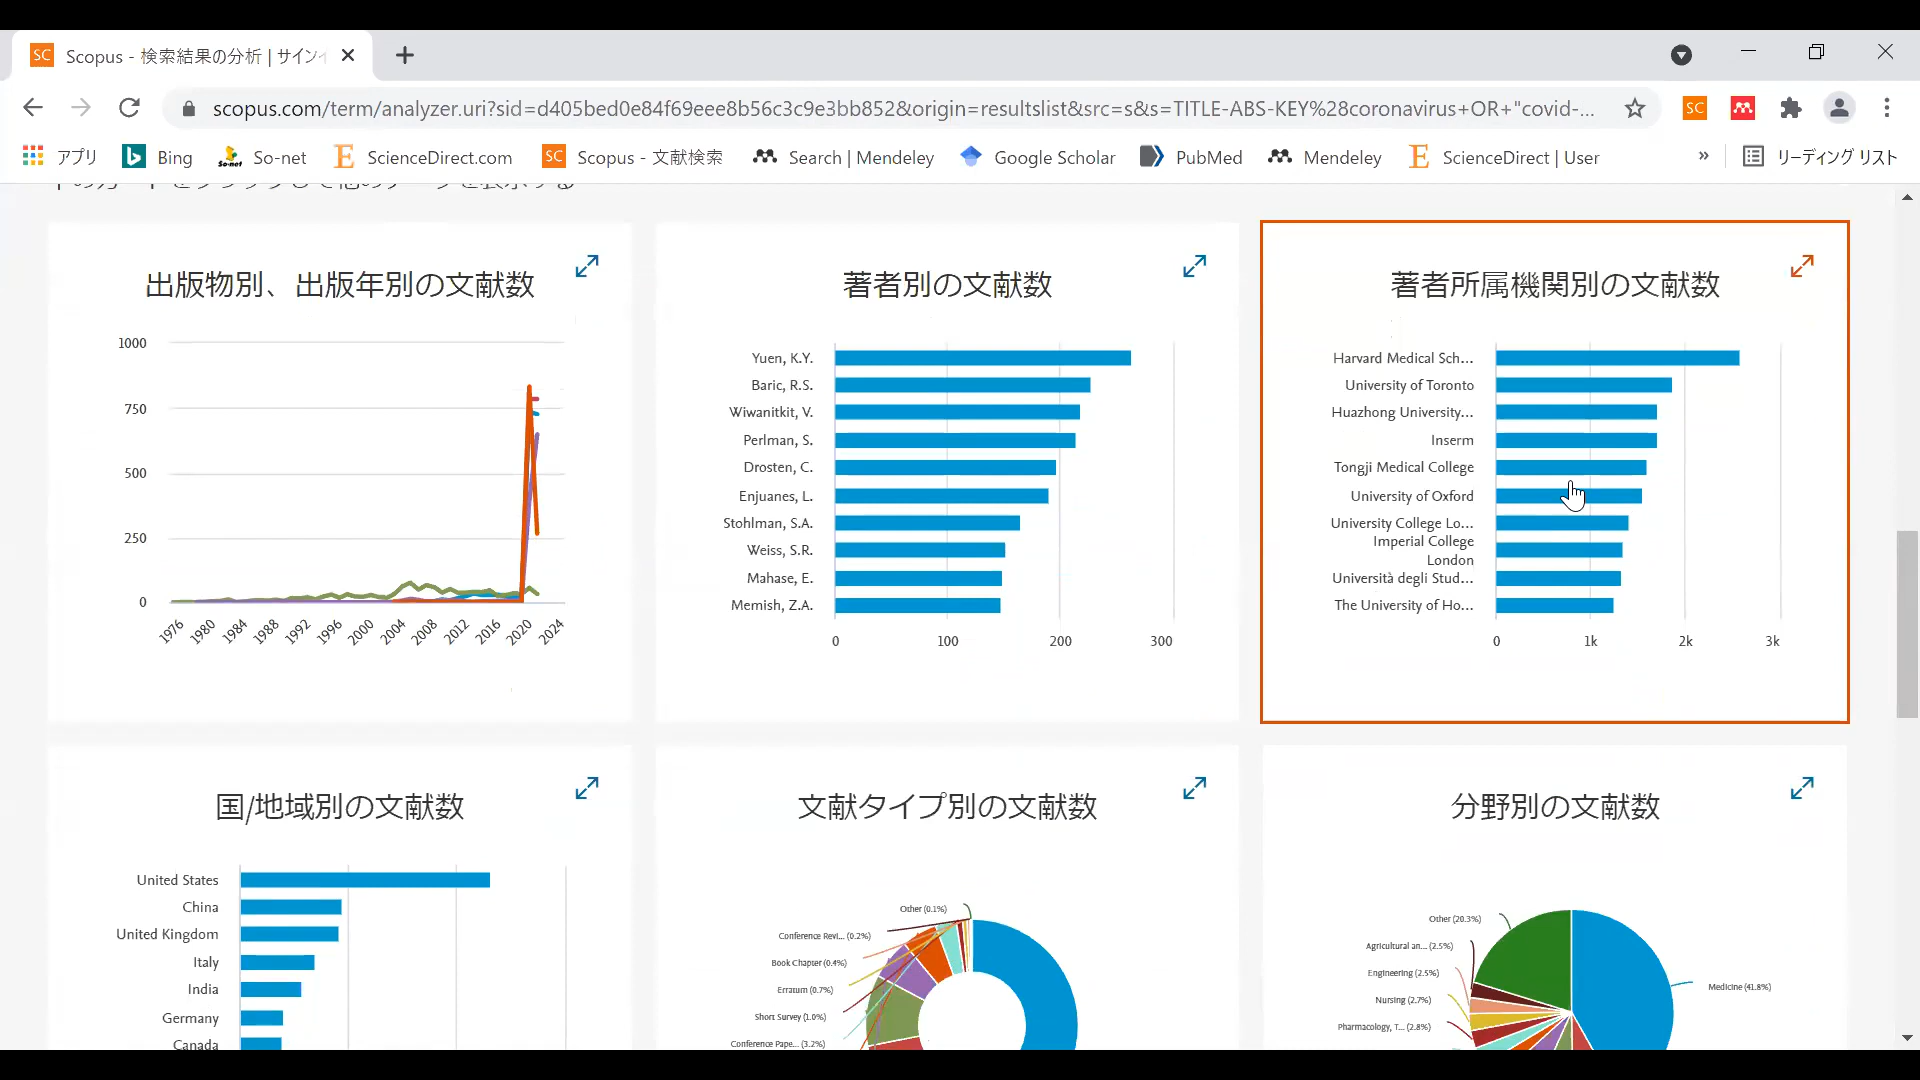 SC Scopus - 検索結果の分析 | サイン
scopus.com/term/analyzer.uri?sid=d405bed0e84f69eee8b56c3c9e3bb852&origin=resultslist&src=s&s=TITLE-ABS-KEY%28coronavirus+OR+"covid-...
SC
アプリ Bing So-net ScienceDirect.com SC Scopus - 文献検索 Search | Mendeley Google Scholar PubMed Mendeley ScienceDirect | User » リーディング リスト
出版物別、出版年別の文献数
1000
750
500
250
0
1976 1980 1984 1988 1992 1996 2000 2004 2008 2012 2016 2020 2024
著者別の文献数
Yuen, K.Y.
Baric, R.S.
Wiwanitkit, V.
Perlman, S.
Drosten, C.
Enjuanes, L.
Stohlman, S.A.
Weiss, S.R.
Mahase, E.
Memish, Z.A.
0 100 200 300
著者所属機関別の文献数
Harvard Medical Sch...
University of Toronto
Huazhong University...
Inserm
Tongji Medical College
University of Oxford
University College Lo...
Imperial College
London
Università degli Stud...
The University of Ho...
0 1k 2k 3k
国/地域別の文献数
United States
China
United Kingdom
Italy
India
Germany
Canada
文献タイプ別の文献数
Other (0.1%)
Conference Revi... (0.2%)
Book Chapter (0.4%)
Erratum (0.7%)
Short Survey (1.0%)
Conference Pape... (3.2%)
分野別の文献数
Other (20.3%)
Agricultural an... (2.5%)
Engineering (2.5%)
Nursing (2.7%)
Pharmacology, T... (2.8%)
Medicine (41.8%)